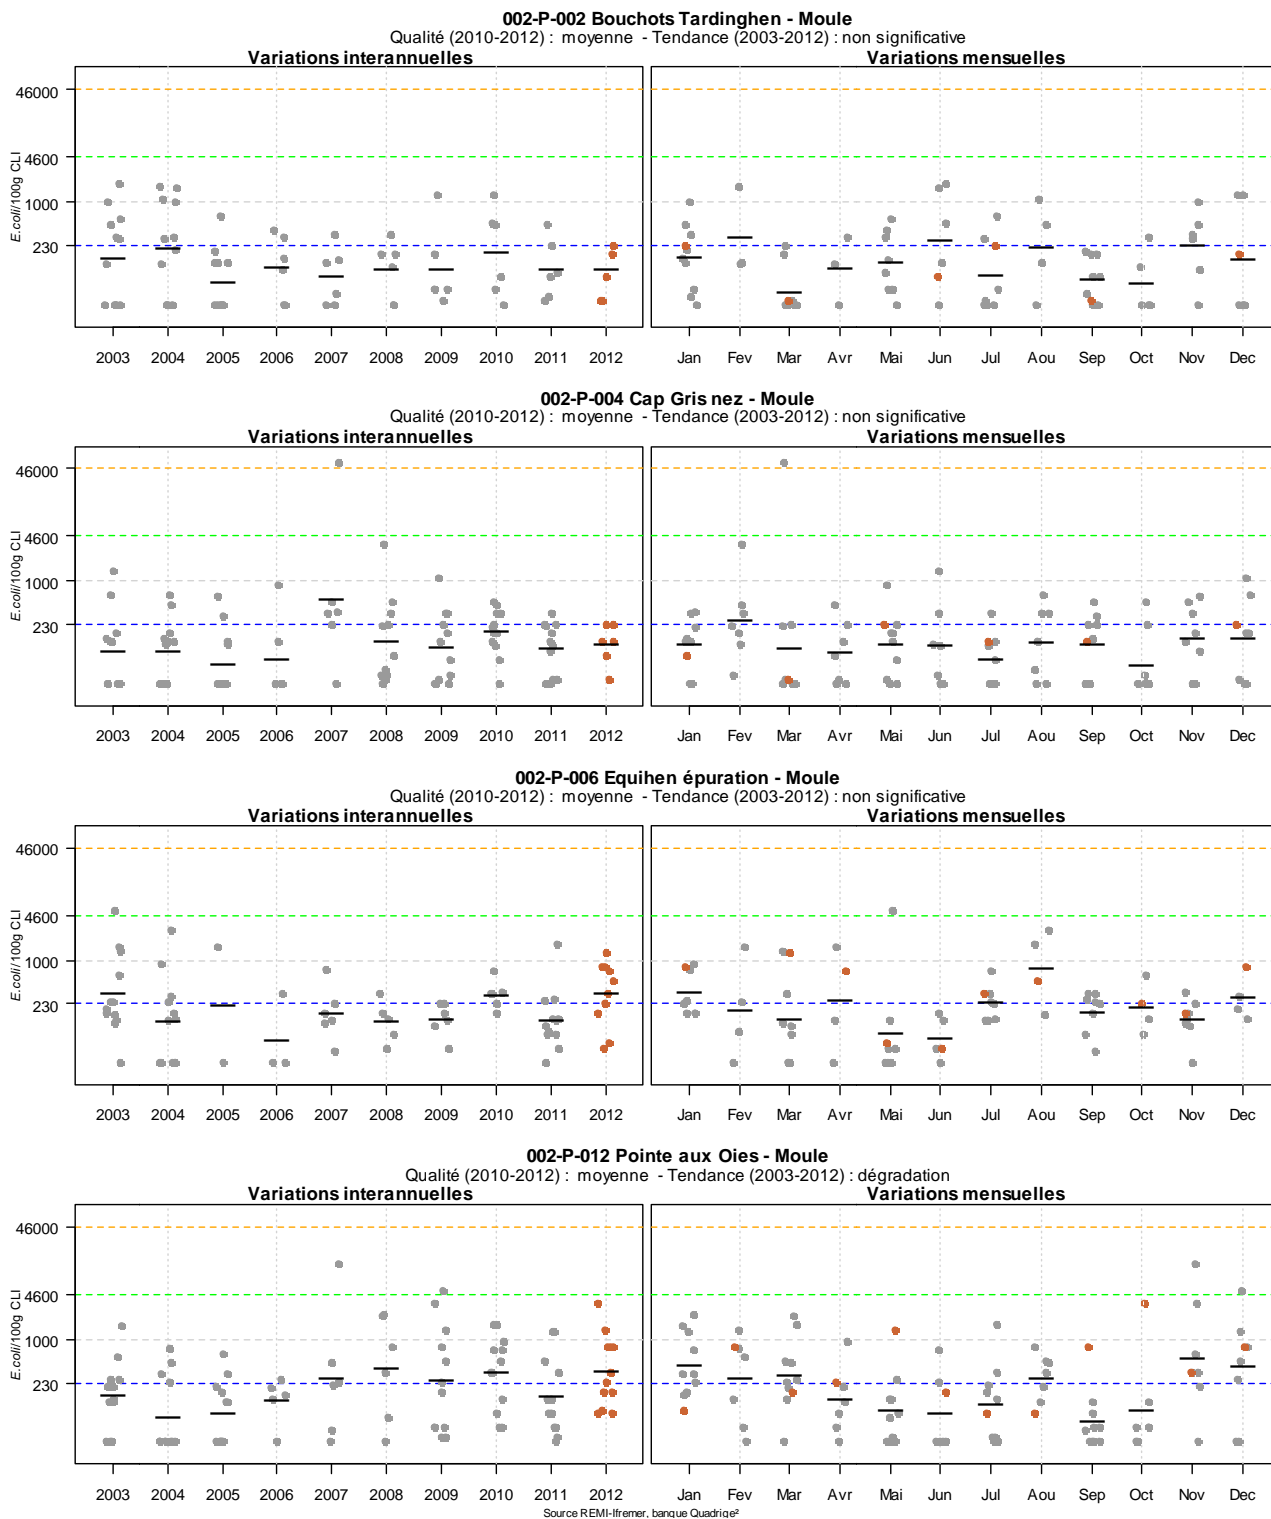 002-P-002 Bouchots Tardinghen - Moule
Qualité (2010-2012) : moyenne - Tendance (2003-2012) : non significative
Variations interannuelles Variations mensuelles
46000
4600
1000
230
E.coli/100g CLI
2003 2004 2005 2006 2007 2008 2009 2010 2011 2012 Jan Fev Mar Avr Mai Jun Jul Aou Sep Oct Nov Dec
002-P-004 Cap Gris nez - Moule
Qualité (2010-2012) : moyenne - Tendance (2003-2012) : non significative
Variations interannuelles Variations mensuelles
46000
4600
1000
230
E.coli/100g CLI
2003 2004 2005 2006 2007 2008 2009 2010 2011 2012 Jan Fev Mar Avr Mai Jun Jul Aou Sep Oct Nov Dec
002-P-006 Equihen épuration - Moule
Qualité (2010-2012) : moyenne - Tendance (2003-2012) : non significative
Variations interannuelles Variations mensuelles
46000
4600
1000
230
E.coli/100g CLI
2003 2004 2005 2006 2007 2008 2009 2010 2011 2012 Jan Fev Mar Avr Mai Jun Jul Aou Sep Oct Nov Dec
002-P-012 Pointe aux Oies - Moule
Qualité (2010-2012) : moyenne - Tendance (2003-2012) : dégradation
Variations interannuelles Variations mensuelles
46000
4600
1000
230
E.coli/100g CLI
2003 2004 2005 2006 2007 2008 2009 2010 2011 2012 Jan Fev Mar Avr Mai Jun Jul Aou Sep Oct Nov Dec
Source REMI-Ifremer, banque Quadrige²